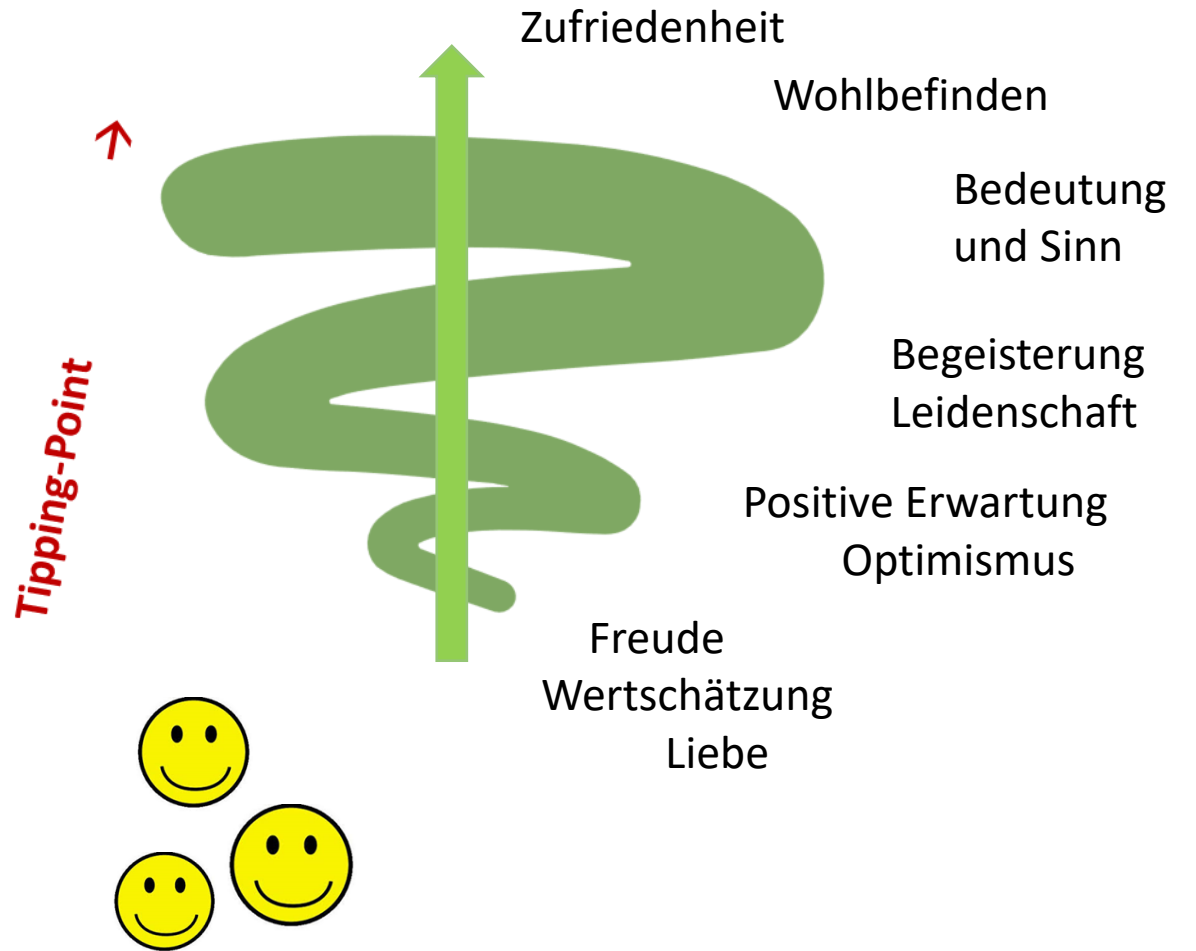 Zufriedenheit
Wohlbefinden
Bedeutung
und Sinn
Begeisterung
Leidenschaft
Positive Erwartung
Optimismus
Freude
Wertschätzung
Liebe
Tipping-Point